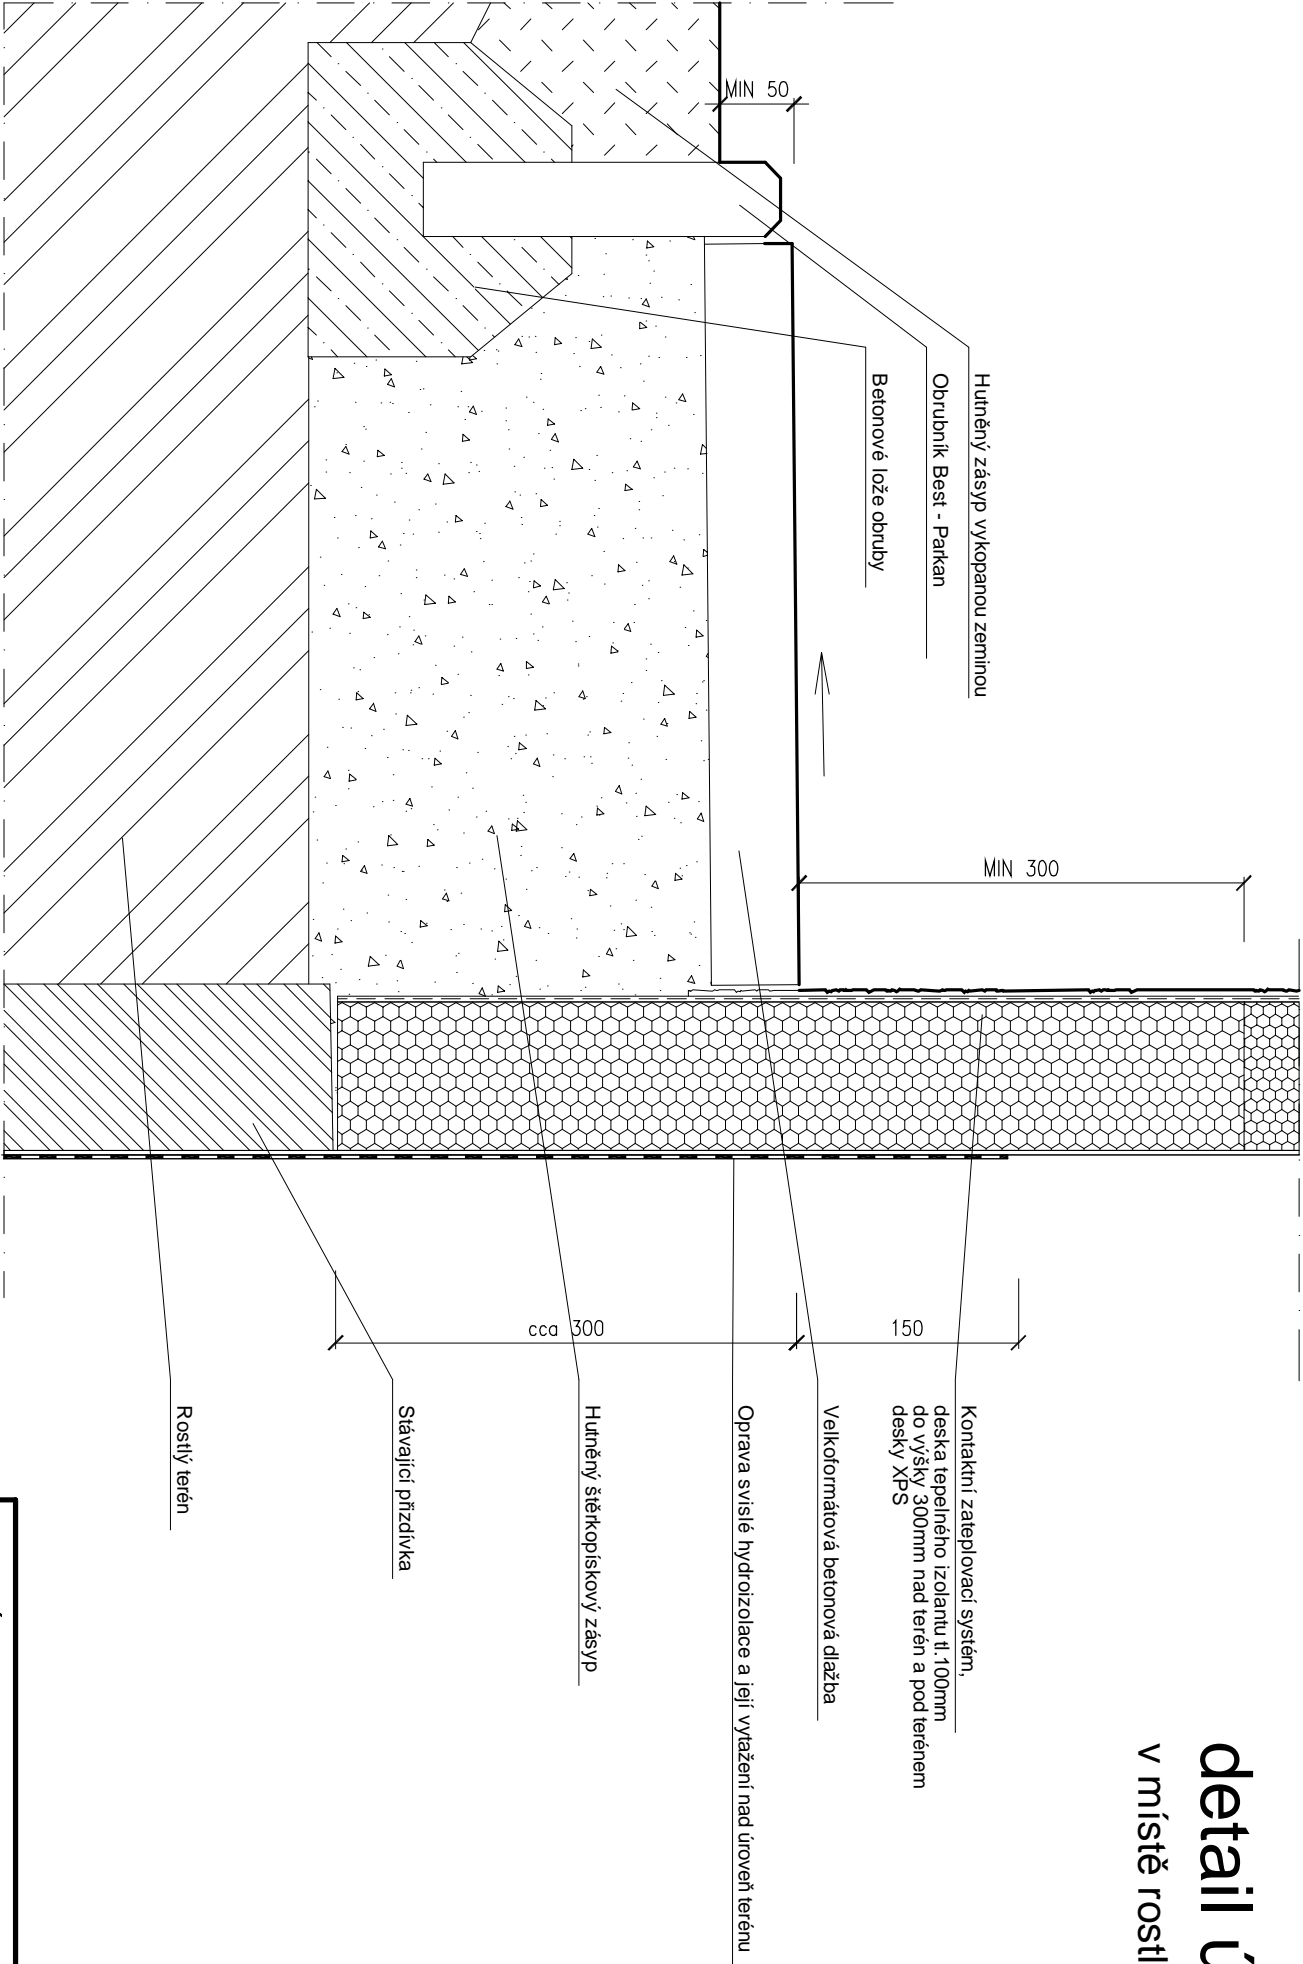 detail ú
v místě rostl
MIN 50
Hutněný zásyp vykopanou zeminou
Obrubník Best - Parkan
Betonové lože obruby
MIN 300
150
cca 300
Kontaktní zateplovací systém,
deska tepelného izolantu tl.100mm
do výšky 300mm nad terén a pod terénem
desky XPS
Velkoformátová betonová dlažba
Oprava svislé hydroizolace a její vytažení nad úroveň terénu
Hutněný štěrkopískový zásyp
Stávající přizdívka
Rostlý terén